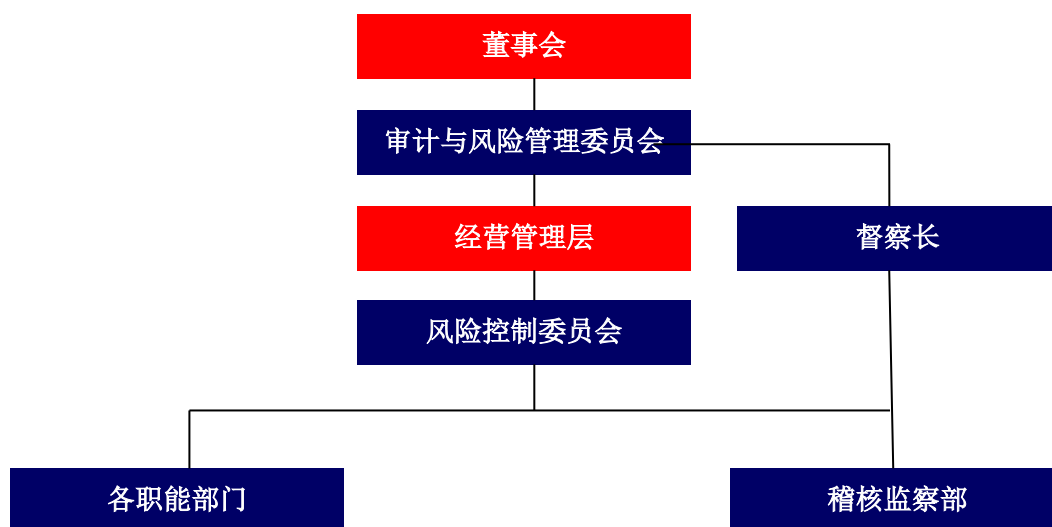 董事会
审计与风险管理委员会
经营管理层
督察长
风险控制委员会
各职能部门
稽核监察部